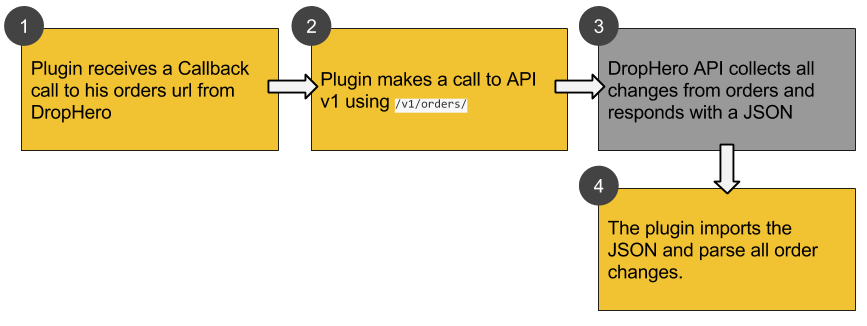 1
Plugin receives a Callback
call to his orders url from
DropHero
2
Plugin makes a call to API
v1 using /v1/orders/
3
DropHero API collects all
changes from orders and
responds with a JSON
4
The plugin imports the
JSON and parse all order
changes.